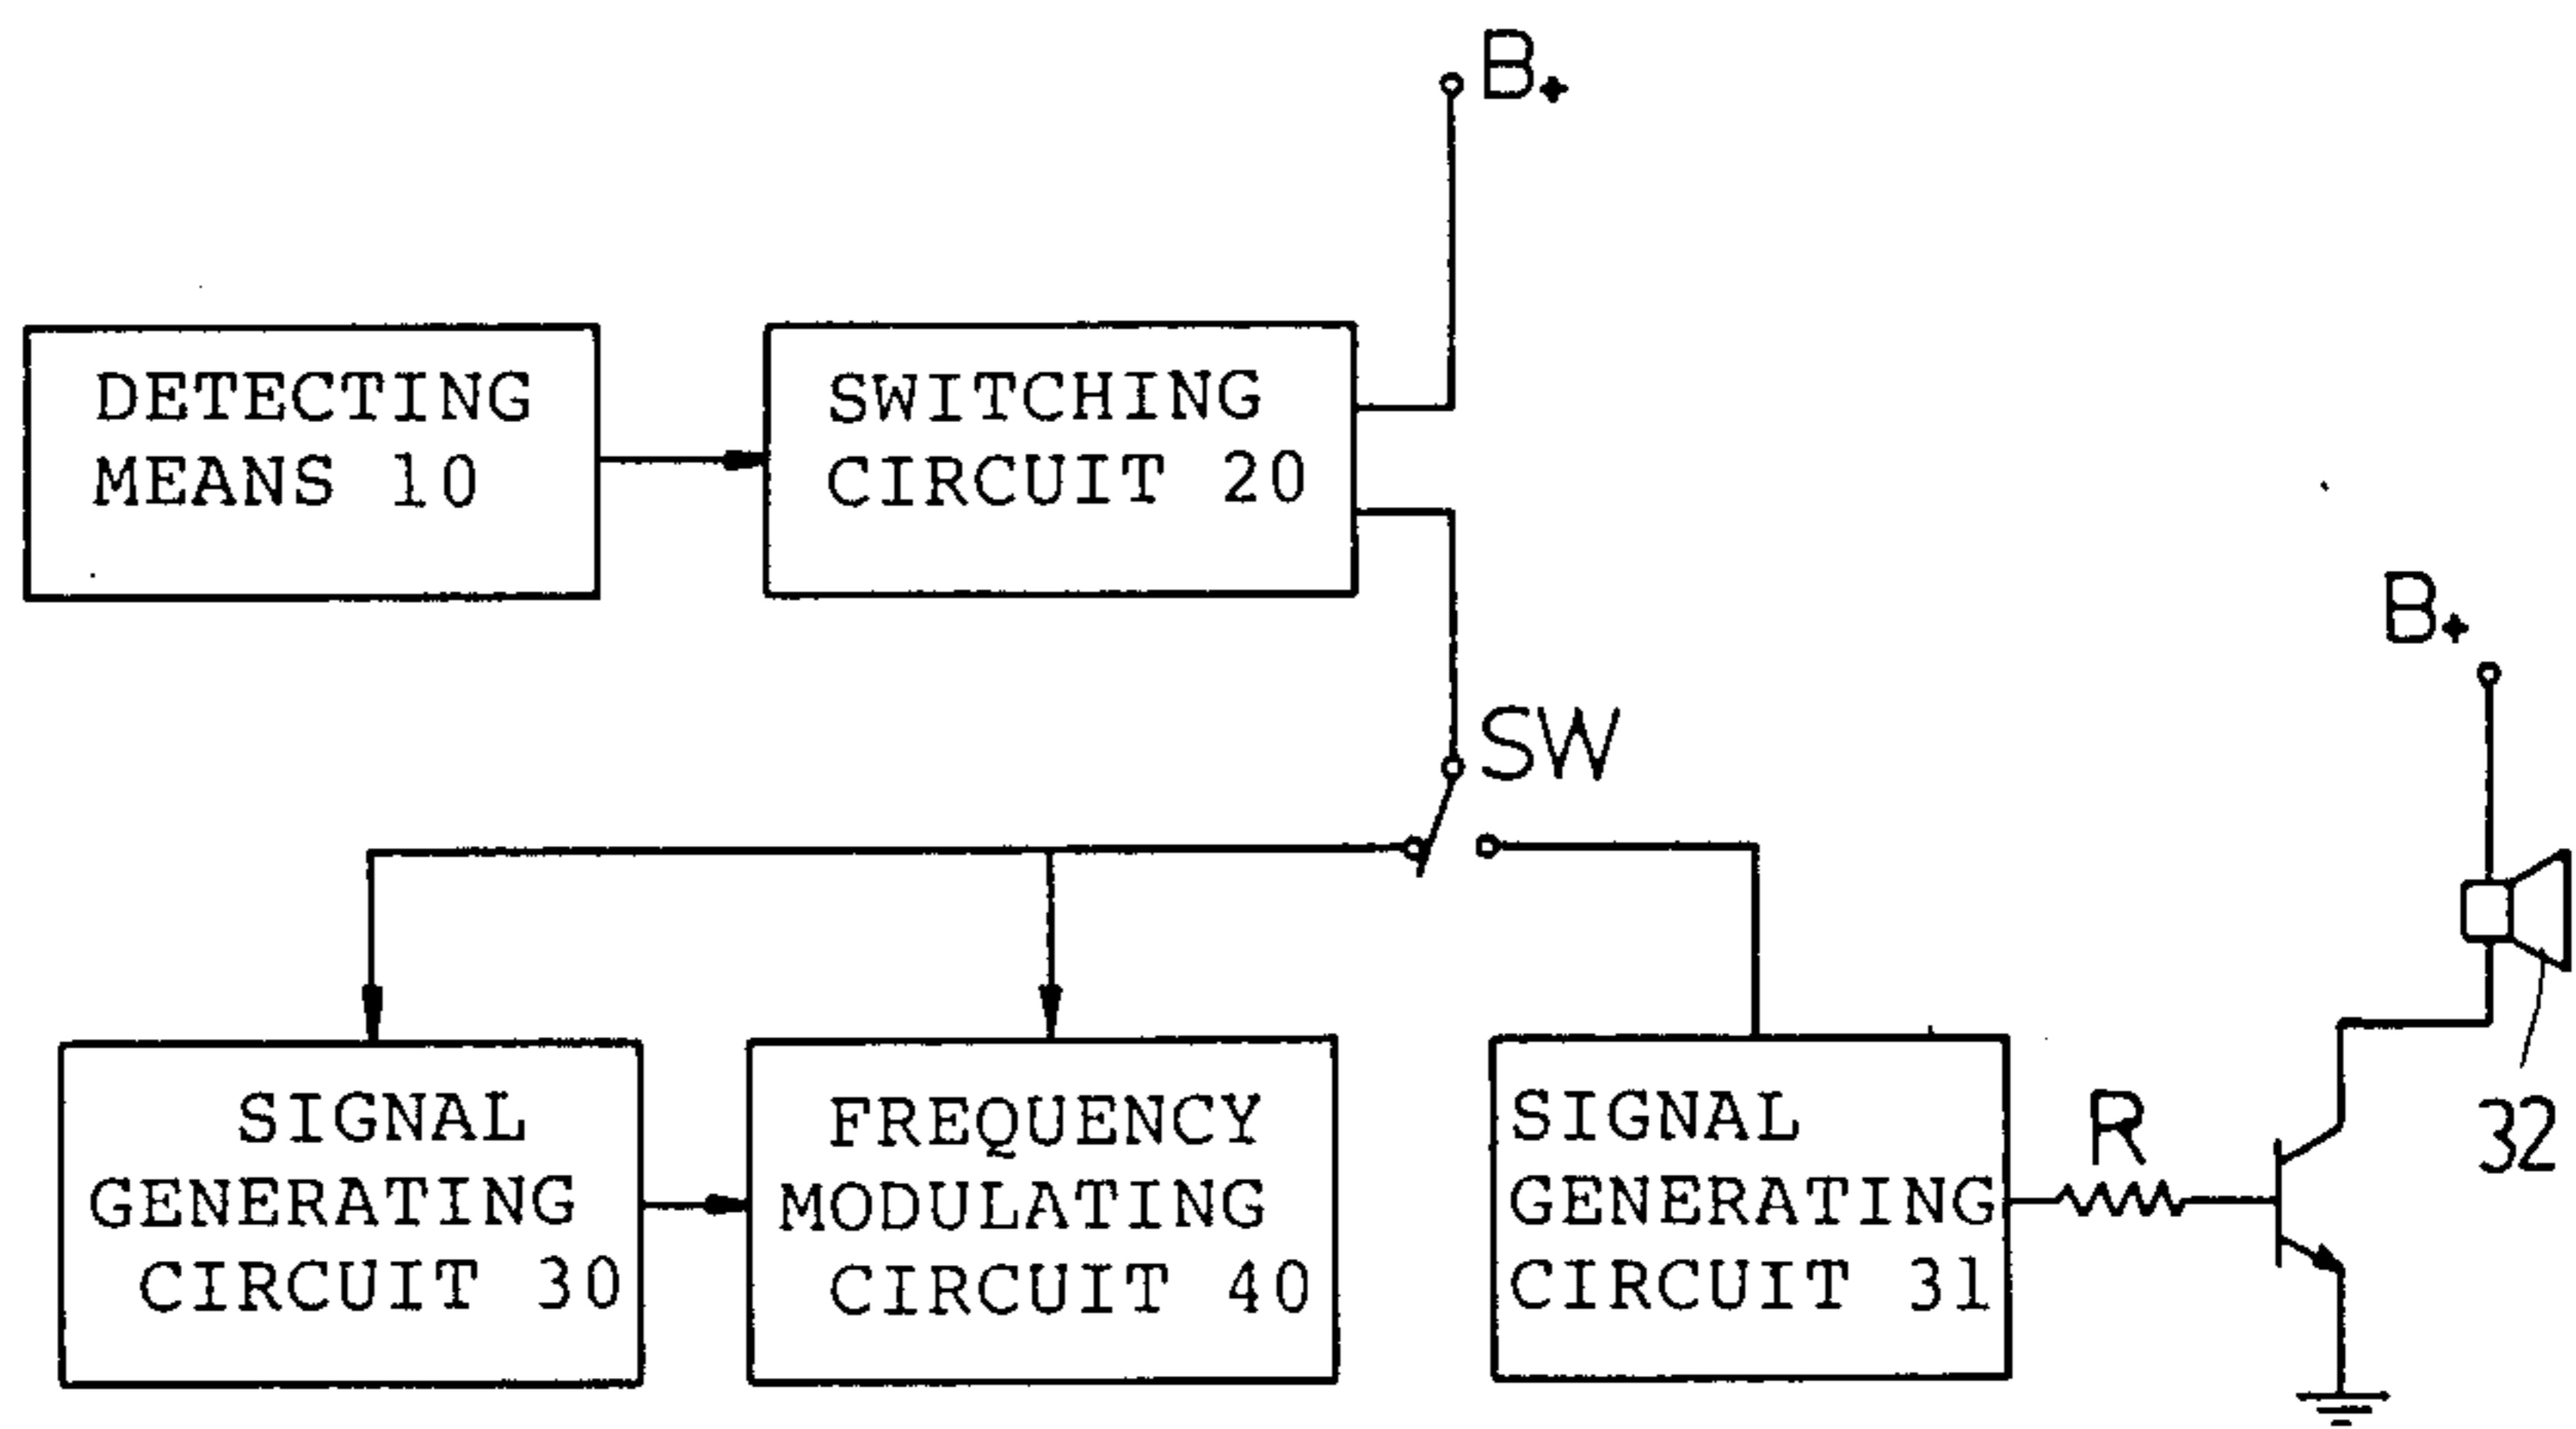 B+
DETECTING
MEANS 10
SWITCHING
CIRCUIT 20
B+
SW
SIGNAL
GENERATING
CIRCUIT 30
FREQUENCY
MODULATING
CIRCUIT 40
SIGNAL
GENERATING
CIRCUIT 31
R
32